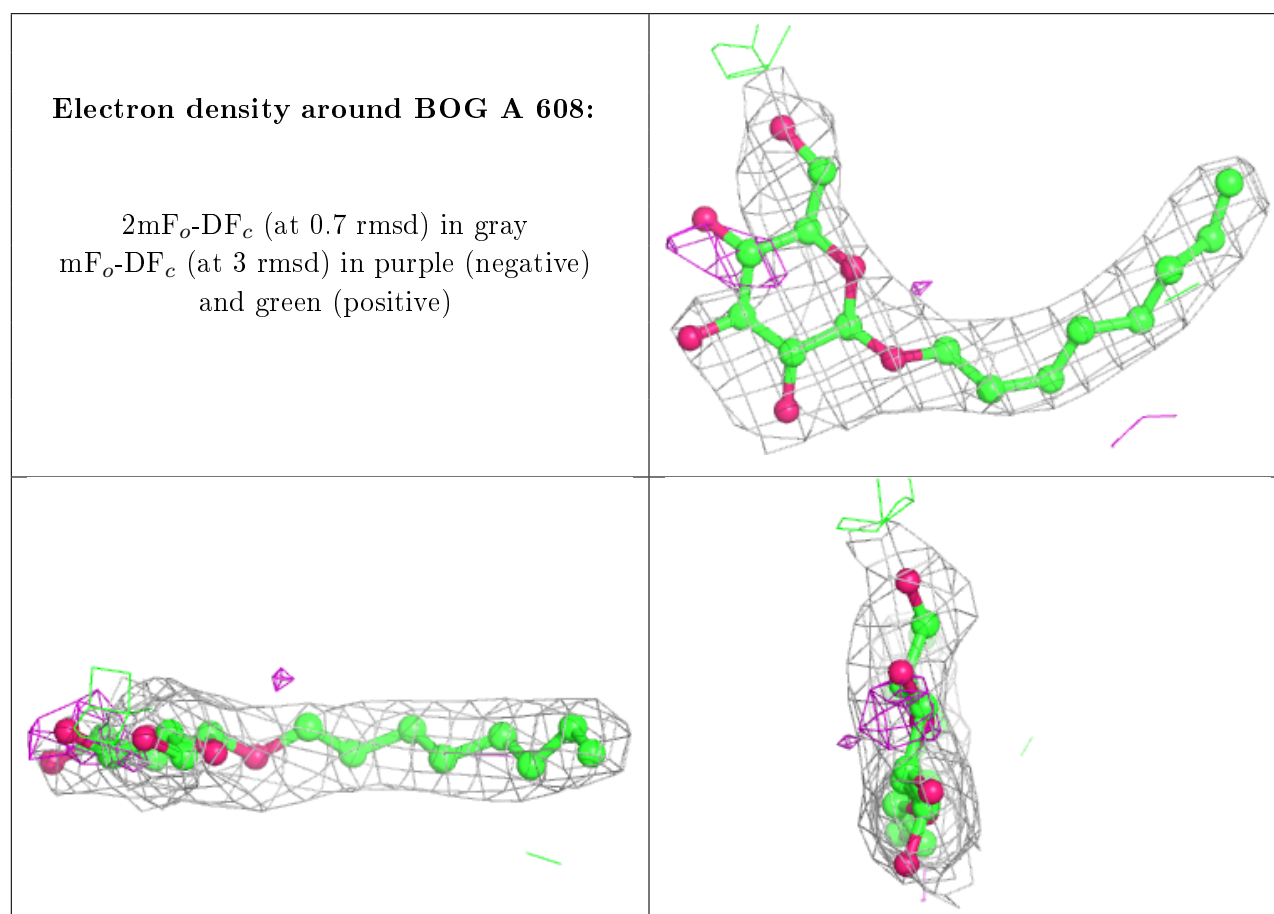 Electron density around BOG A 608:
2mFₒ-DF𝑐 (at 0.7 rmsd) in gray
mFₒ-DF𝑐 (at 3 rmsd) in purple (negative)
and green (positive)